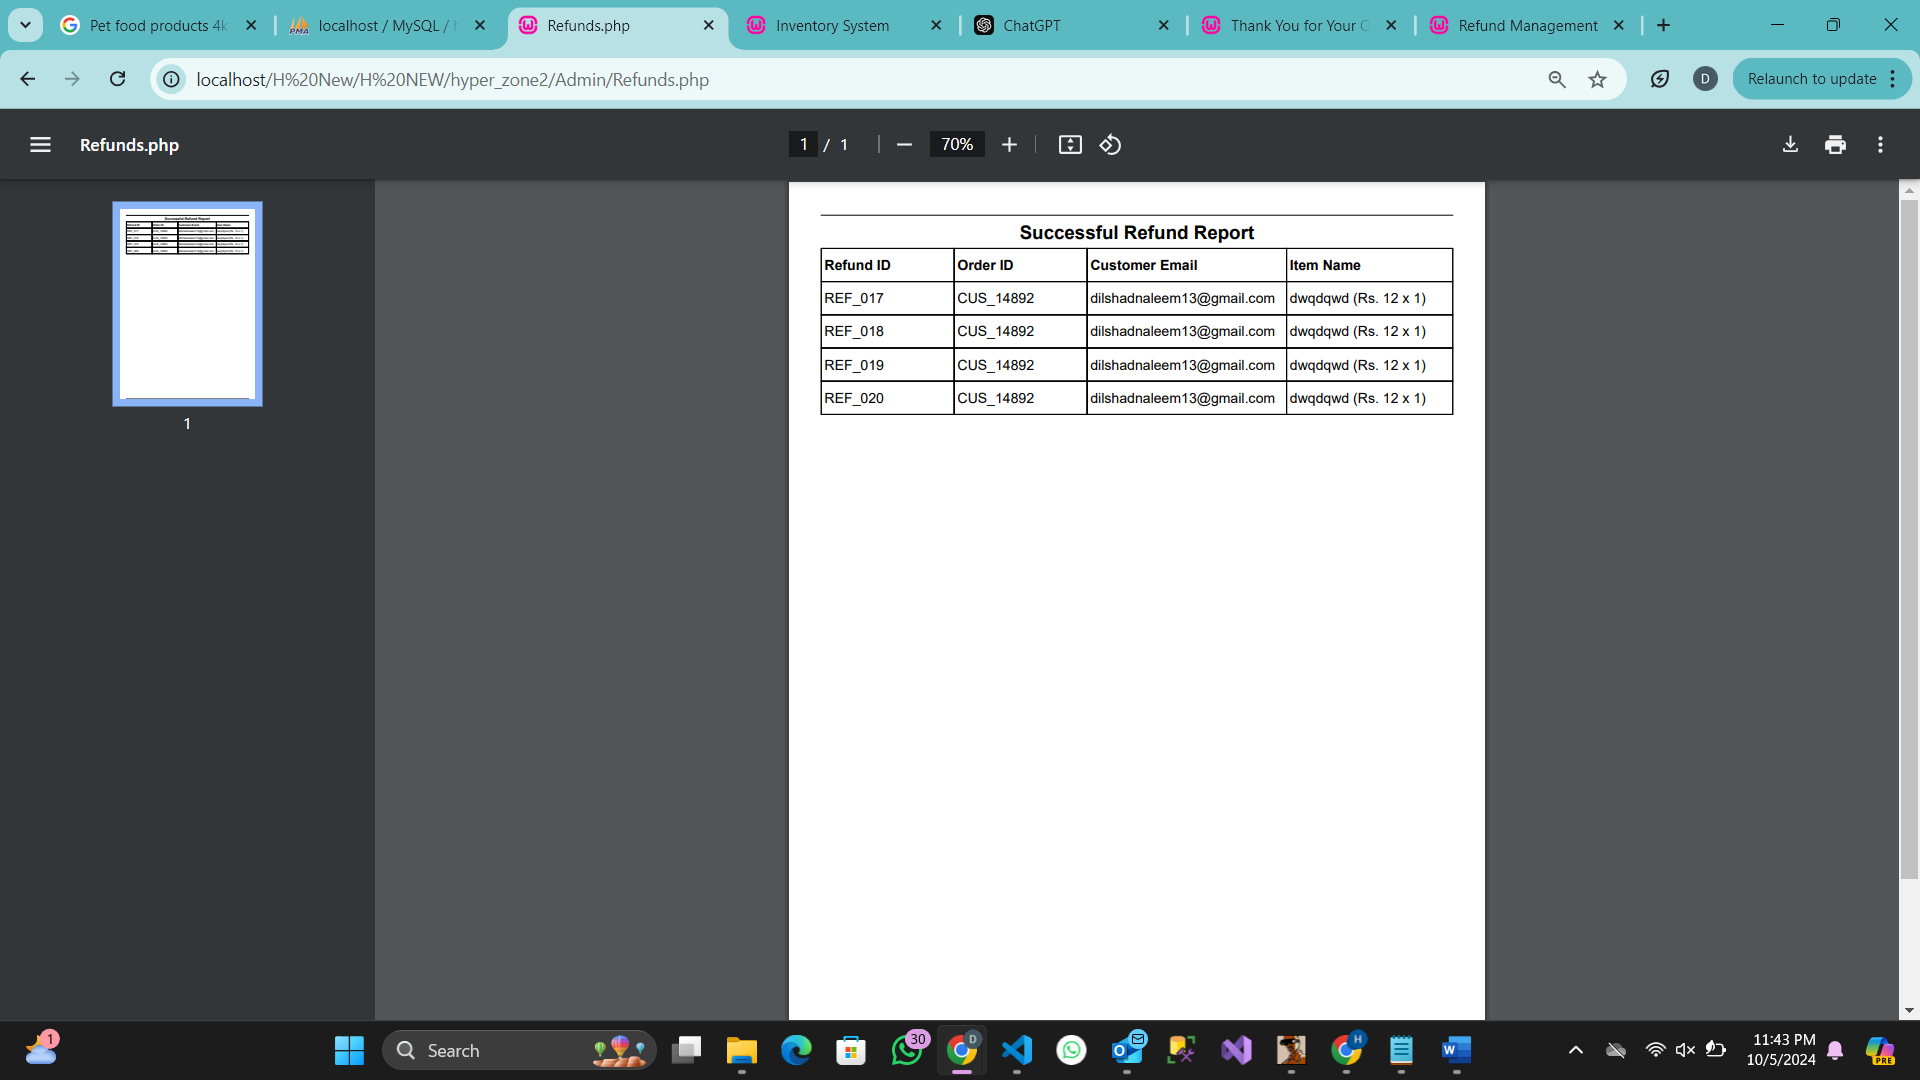 Pet food products 4k
localhost / MySQL /
Refunds.php
Inventory System
ChatGPT
Thank You for Your
Refund Management
localhost/H%20New/H%20NEW/hyper_zone2/Admin/Refunds.php
D
Relaunch to update
Refunds.php
1 / 1
70%
1
Successful Refund Report
Refund ID Order ID Customer Email Item Name
REF_017 CUS_14892 dilshadnaleem13@gmail.com dwqdqwd (Rs. 12 x 1)
REF_018 CUS_14892 dilshadnaleem13@gmail.com dwqdqwd (Rs. 12 x 1)
REF_019 CUS_14892 dilshadnaleem13@gmail.com dwqdqwd (Rs. 12 x 1)
REF_020 CUS_14892 dilshadnaleem13@gmail.com dwqdqwd (Rs. 12 x 1)
1
Search
30
D
H
11:43 PM
10/5/2024
PRE